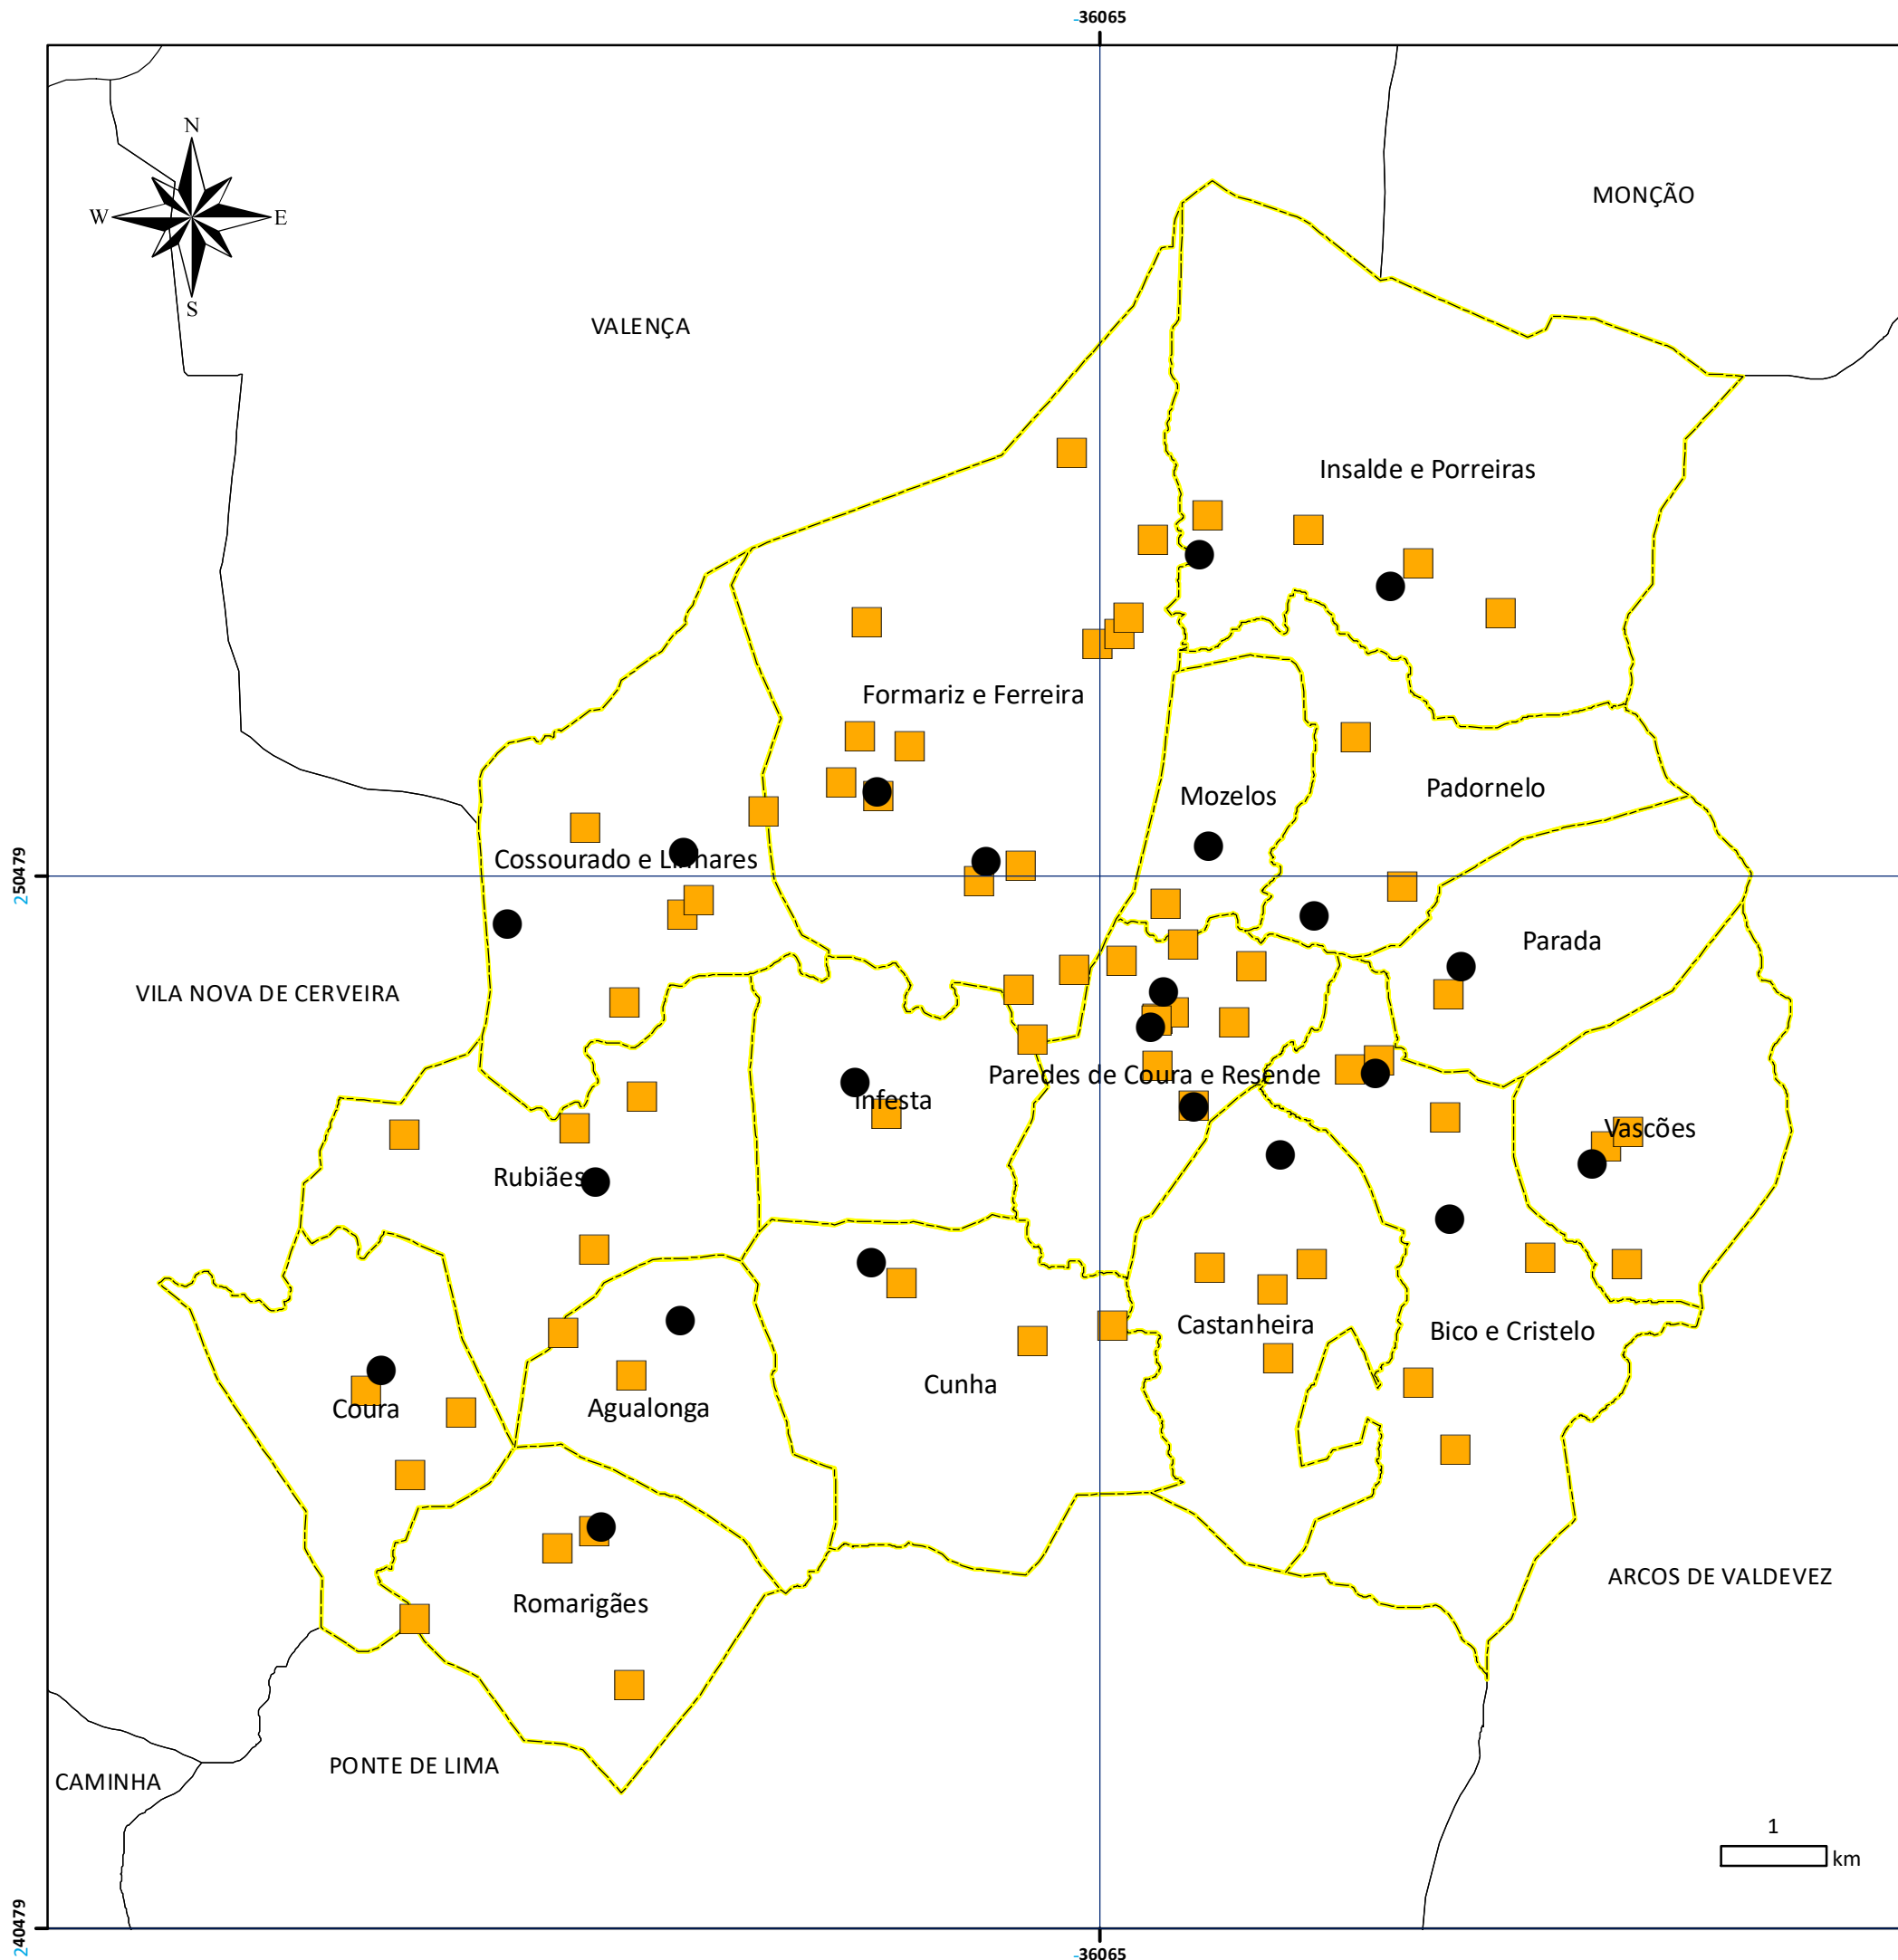 -36065
MONÇÃO
N
W E
S
VALENÇA
Insalde e Porreiras
Formariz e Ferreira
Padornelo
Mozelos
Cossourado e Linhares
250479
Parada
VILA NOVA DE CERVEIRA
Paredes de Coura e Resende
Infesta
Vascões
Rubiães
Castanheira
Bico e Cristelo
Cunha
Agualonga
Coura
ARCOS DE VALDEVEZ
Romarigães
PONTE DE LIMA
CAMINHA
1
km
240479
-36065